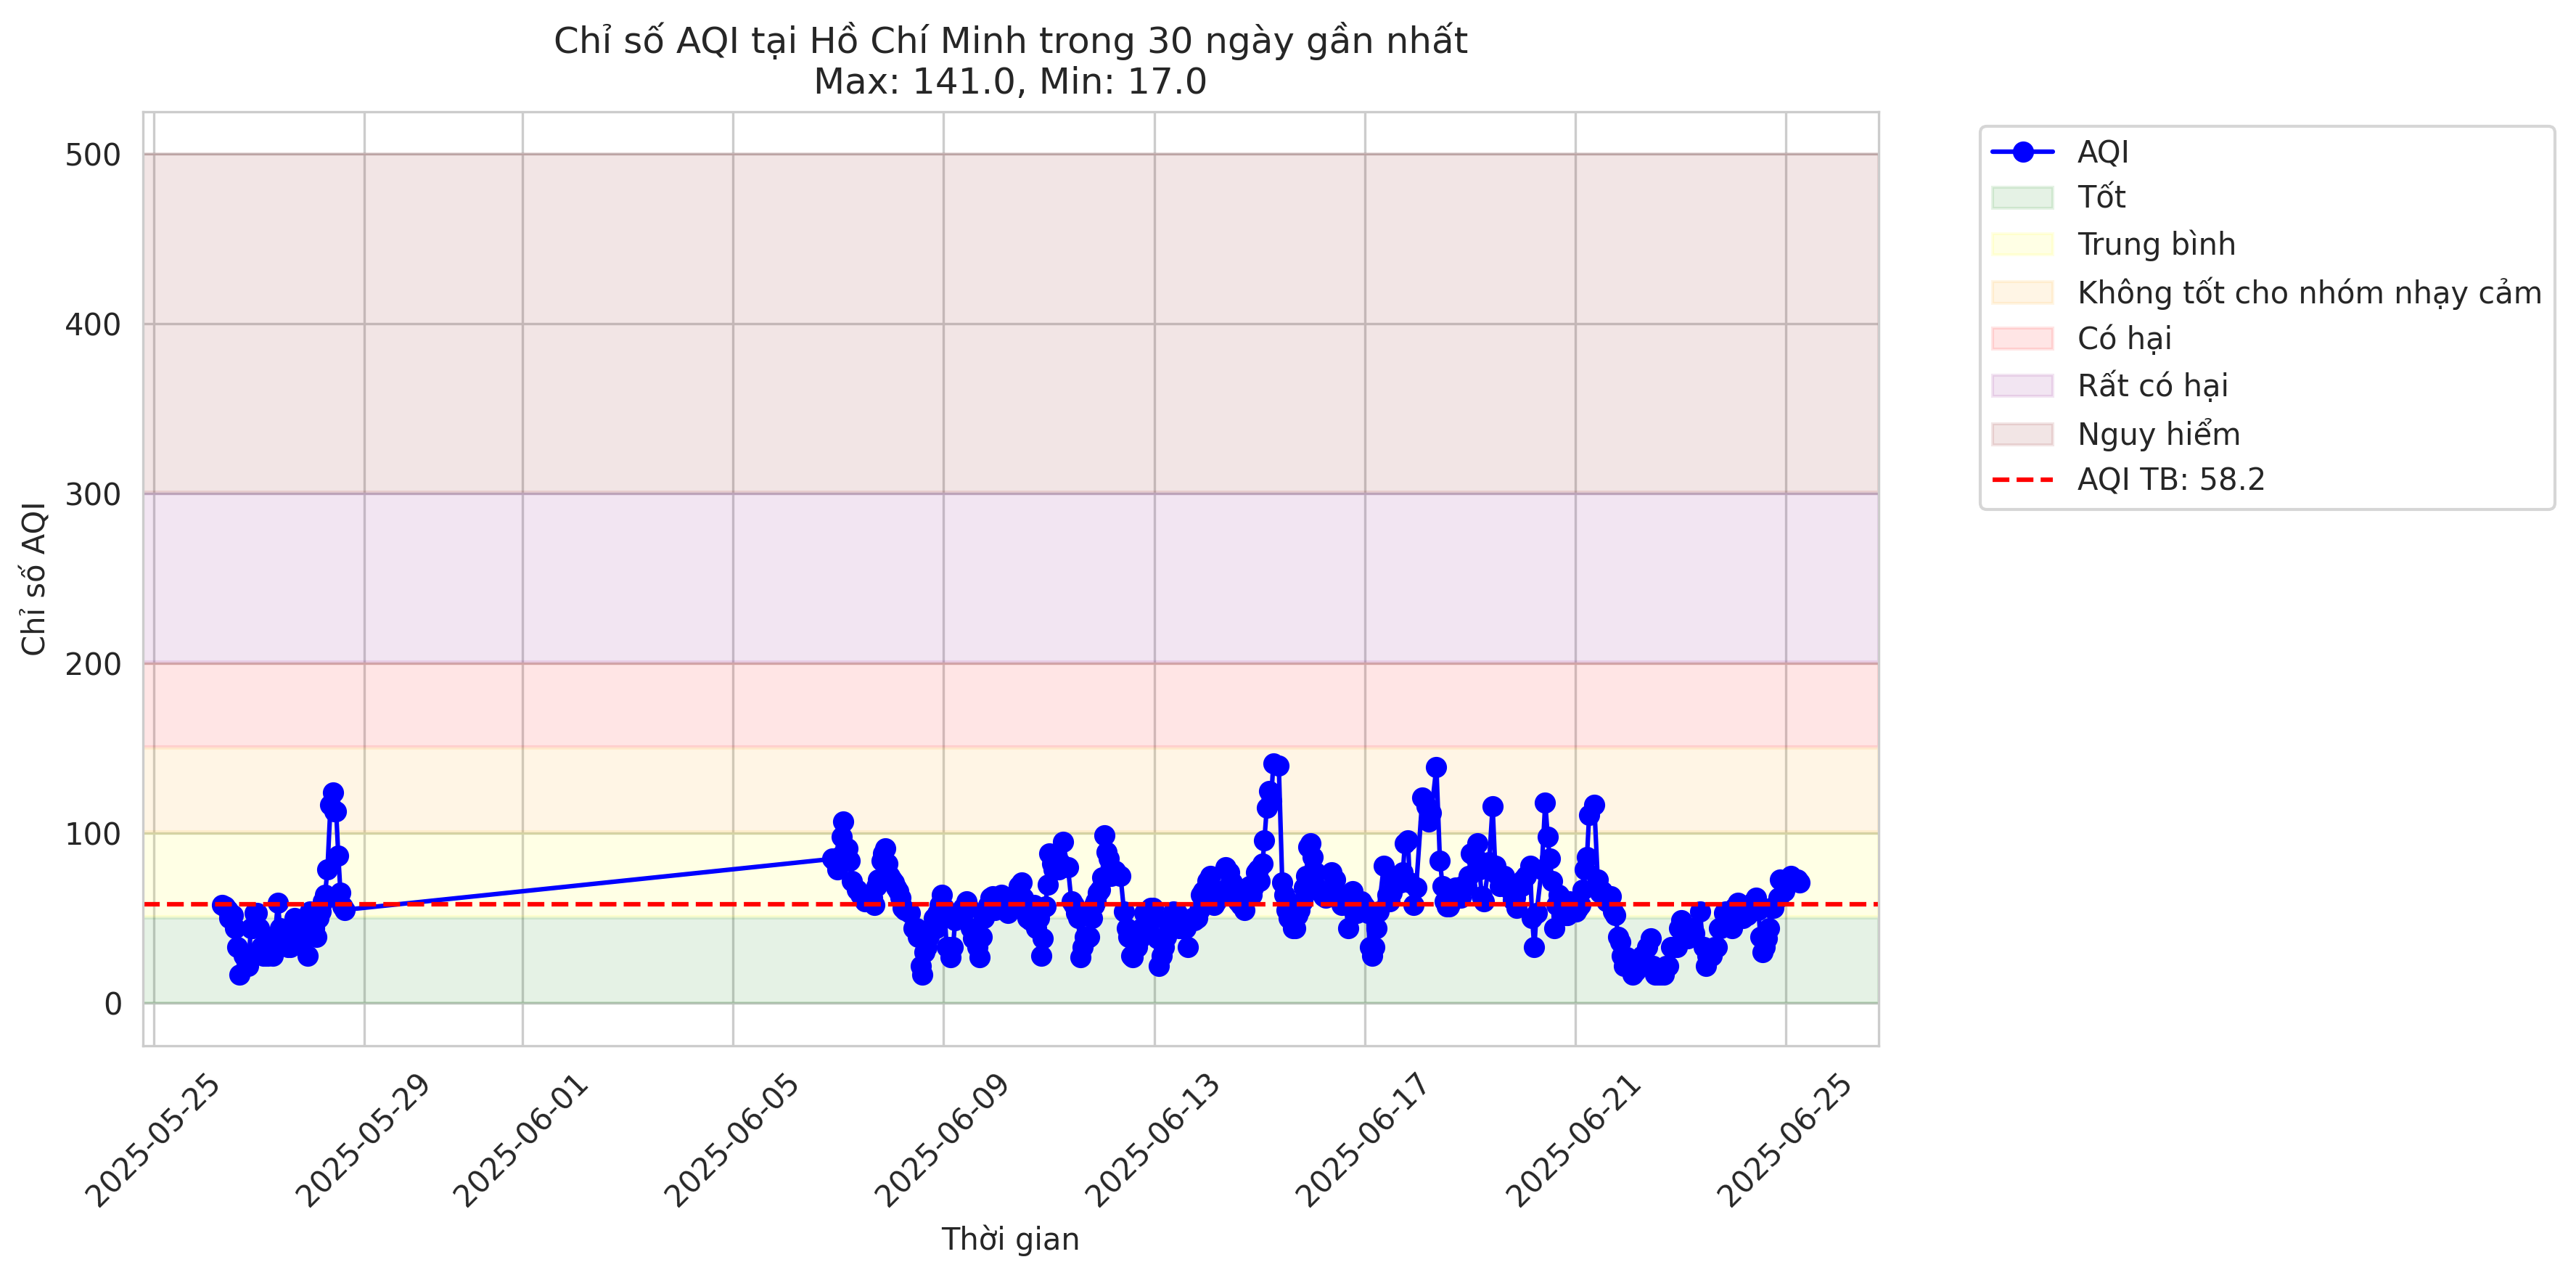 Chỉ số AQI tại Hồ Chí Minh trong 30 ngày gần nhất
Max: 141.0, Min: 17.0
Chỉ số AQI
500
400
300
200
100
0
2025-05-25
2025-05-29
2025-06-01
2025-06-05
2025-06-09
2025-06-13
2025-06-17
2025-06-21
2025-06-25
Thời gian
AQI
Tốt
Trung bình
Không tốt cho nhóm nhạy cảm
Có hại
Rất có hại
Nguy hiểm
AQI TB: 58.2